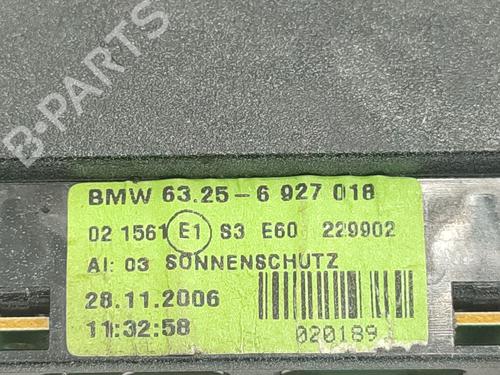 B-PARTS
BMW 63.25-6 927 018
02 1561 E1 S3 E60 229902
AI: 03 SONNENSCHUTZ
28.11.2006
11:32:58
020189
B-PARTS